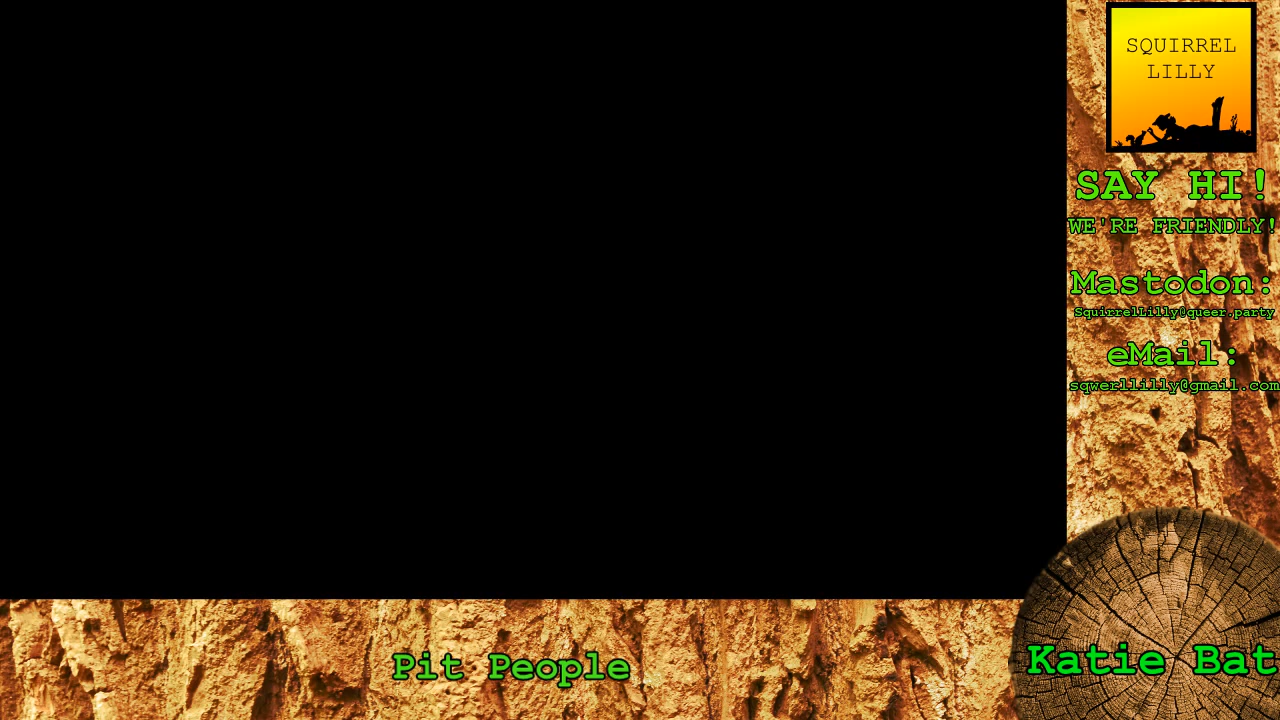 SQUIRREL
LILLY
SAY HI!
WE'RE FRIENDLY!
Mastodon:
SquirrelLilly@queer.party
eMail:
sqwerllilly@gmail.com
Pit People
Katie Bat